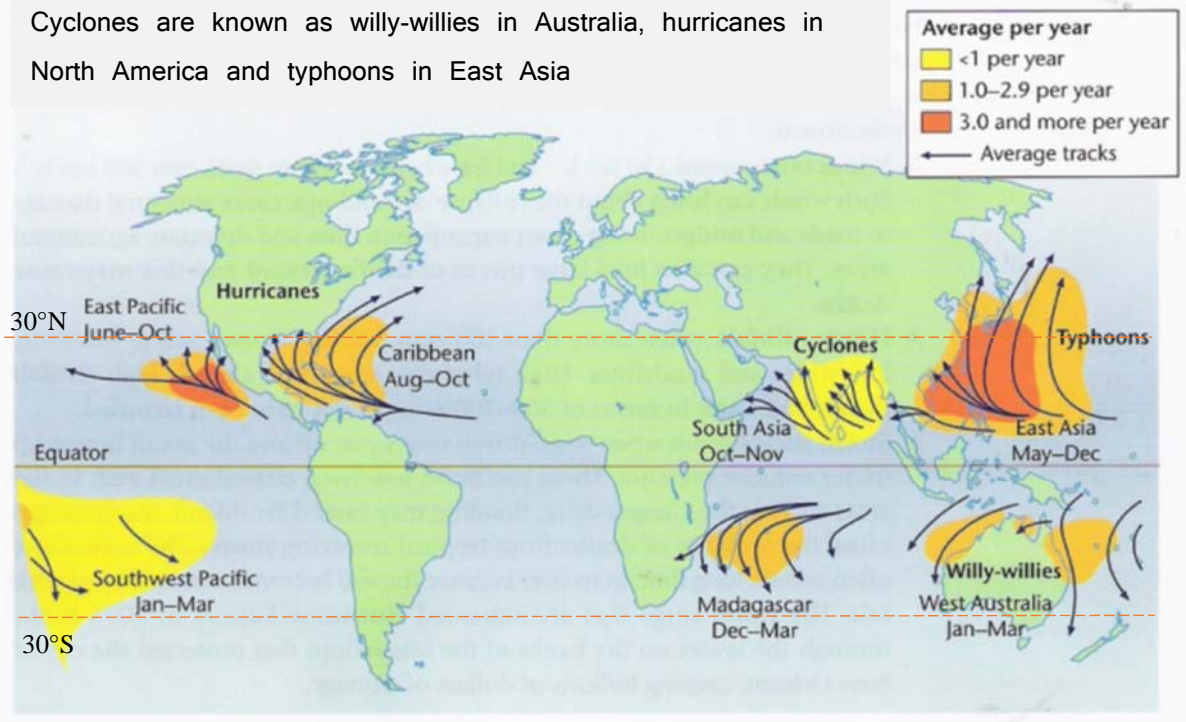 Cyclones are known as willy-willies in Australia, hurricanes in
North America and typhoons in East Asia
Average per year
<1 per year
1.0–2.9 per year
3.0 and more per year
Average tracks
Hurricanes
East Pacific
June–Oct
30°N
Caribbean
Aug–Oct
Cyclones
Typhoons
South Asia
Oct–Nov
East Asia
May–Dec
Equator
Southwest Pacific
Jan–Mar
Madagascar
Dec–Mar
Willy-willies
West Australia
Jan–Mar
30°S